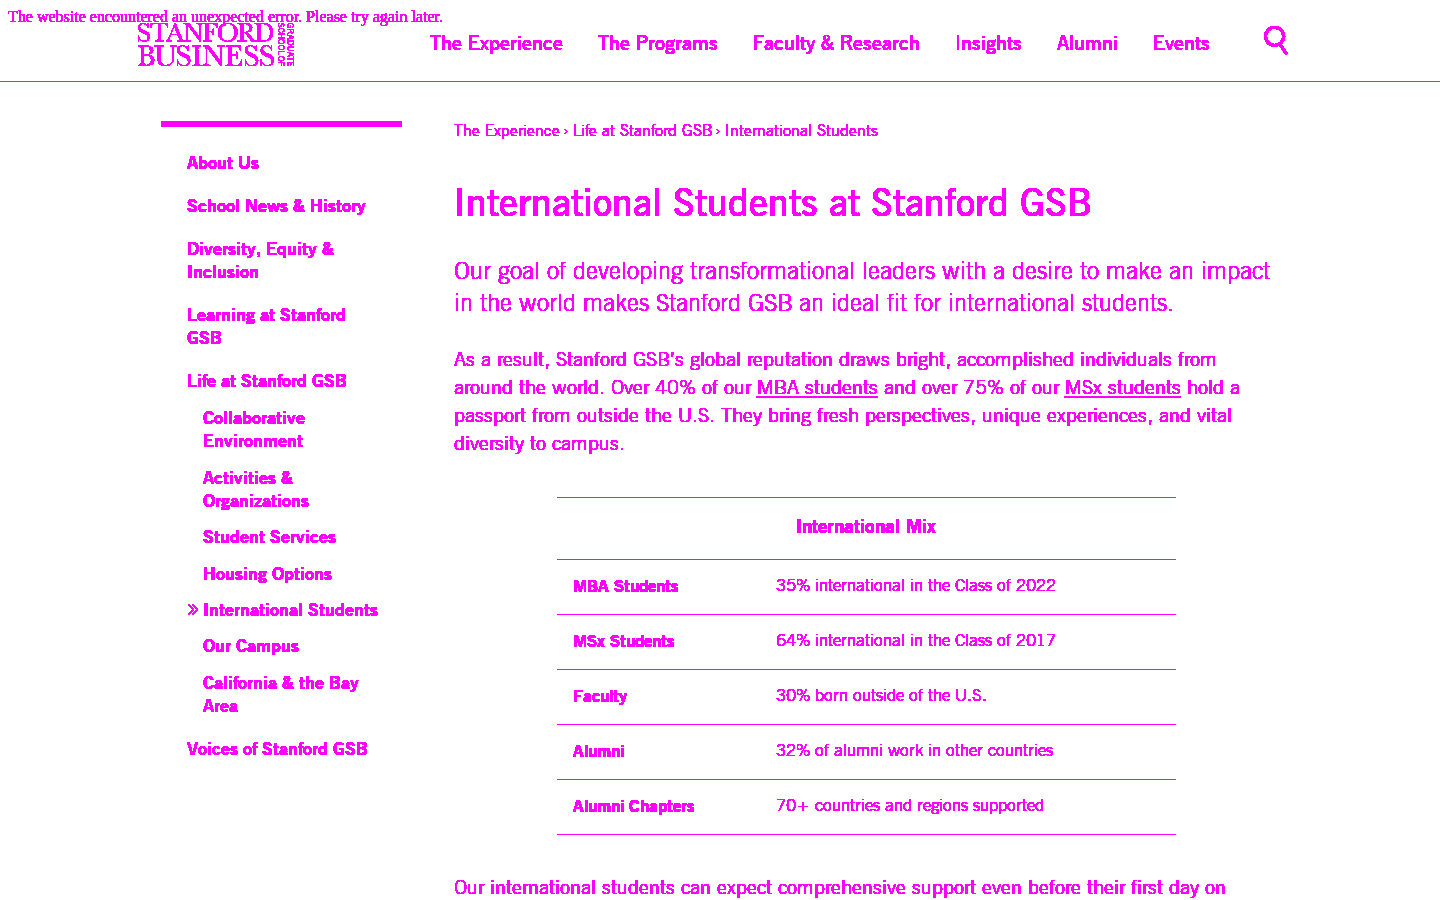 The website encountered an unexpected error. Please try again later.
STANFORD
BUSINESS
GRADUATE
SCHOOL OF
The Experience
The Programs
Faculty & Research
Insights
Alumni
Events
About Us
School News & History
Diversity, Equity &
Inclusion
Learning at Stanford
GSB
Life at Stanford GSB
Collaborative
Environment
Activities &
Organizations
Student Services
Housing Options
» International Students
Our Campus
California & the Bay
Area
Voices of Stanford GSB
The Experience › Life at Stanford GSB › International Students
International Students at Stanford GSB
Our goal of developing transformational leaders with a desire to make an impact
in the world makes Stanford GSB an ideal fit for international students.
As a result, Stanford GSB's global reputation draws bright, accomplished individuals from
around the world. Over 40% of our MBA students and over 75% of our MSx students hold a
passport from outside the U.S. They bring fresh perspectives, unique experiences, and vital
diversity to campus.
International Mix
MBA Students 35% international in the Class of 2022
MSx Students 64% international in the Class of 2017
Faculty 30% born outside of the U.S.
Alumni 32% of alumni work in other countries
Alumni Chapters 70+ countries and regions supported
Our international students can expect comprehensive support even before their first day on